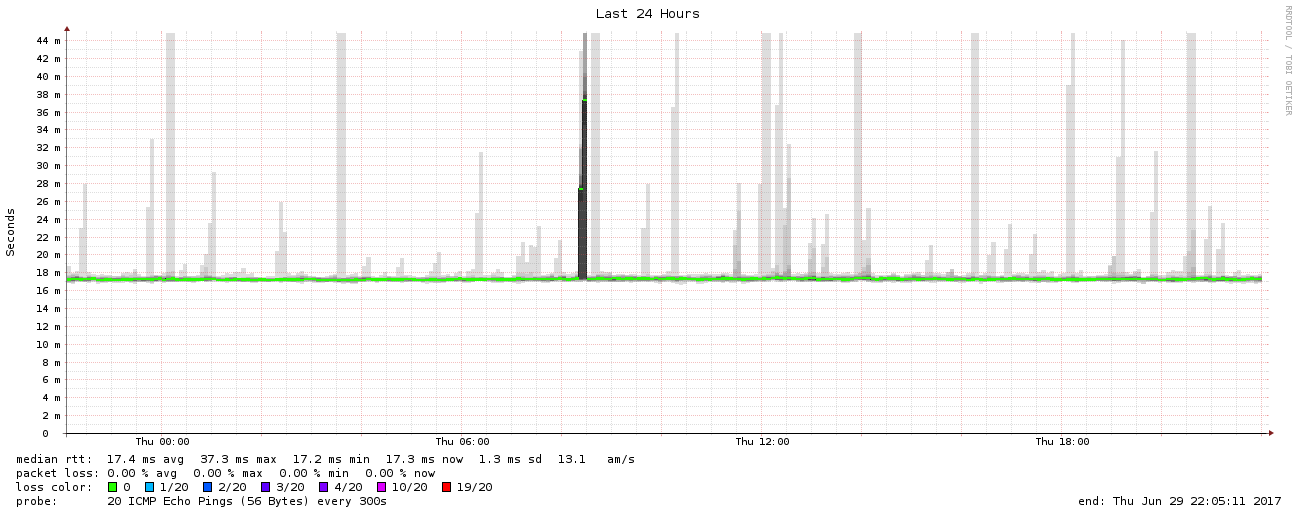 Last 24 Hours
RRDTOOL / TOBI OETIKER
Seconds
44 m
42 m
40 m
38 m
36 m
34 m
32 m
30 m
28 m
26 m
24 m
22 m
20 m
18 m
16 m
14 m
12 m
10 m
8 m
6 m
4 m
2 m
0
Thu 00:00 Thu 06:00 Thu 12:00 Thu 18:00
median rtt: 17.4 ms avg 37.3 ms max 17.2 ms min 17.3 ms now 1.3 ms sd 13.1 am/s
packet loss: 0.00 % avg 0.00 % max 0.00 % min 0.00 % now
loss color: 0 1/20 2/20 3/20 4/20 10/20 19/20
probe: 20 ICMP Echo Pings (56 Bytes) every 300s end: Thu Jun 29 22:05:11 2017